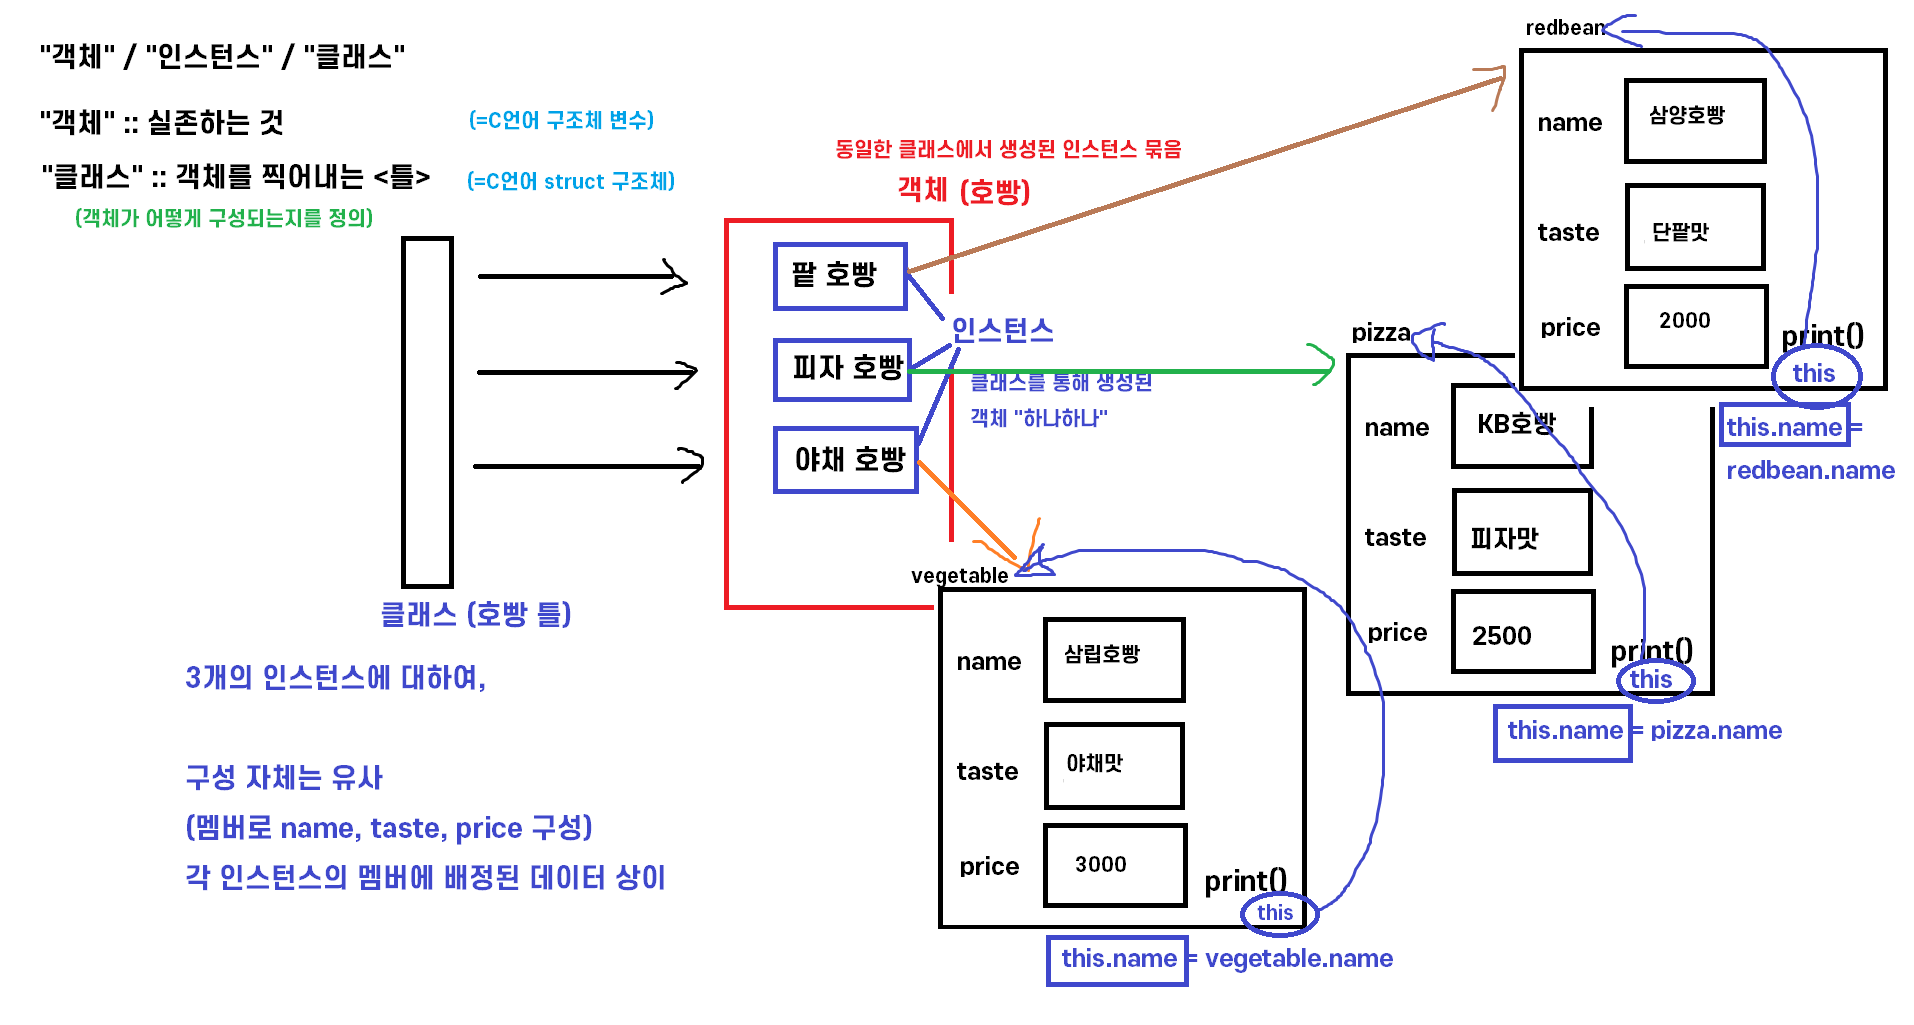 "객체" / "인스턴스" / "클래스"
"객체" :: 실존하는 것
(=C언어 구조체 변수)
"클래스" :: 객체를 찍어내는 <틀>
(=C언어 struct 구조체)
(객체가 어떻게 구성되는지를 정의)
클래스 (호빵 틀)
동일한 클래스에서 생성된 인스턴스 묶음
객체 (호빵)
팥 호빵
피자 호빵
야채 호빵
인스턴스
클래스를 통해 생성된
객체 "하나하나"
3개의 인스턴스에 대하여,
구성 자체는 유사
(멤버로 name, taste, price 구성)
각 인스턴스의 멤버에 배정된 데이터 상이
redbean
name 삼양호빵
taste 단팥맛
price 2000
print()
this
this.name =
redbean.name
pizza
name KB호빵
taste 피자맛
price 2500
print()
this
this.name = pizza.name
vegetable
name 삼립호빵
taste 야채맛
price 3000
print()
this
this.name = vegetable.name